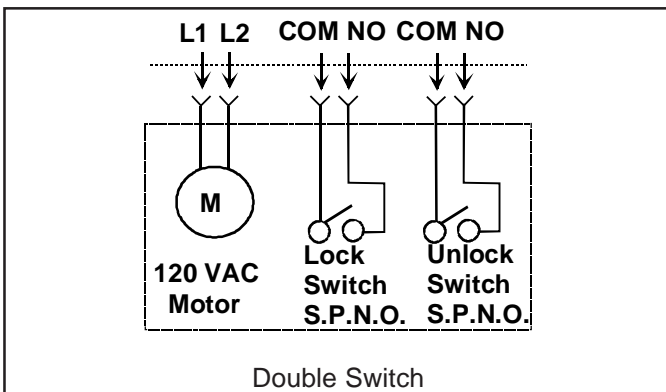 L1 L2 COM NO COM NO
M
120 VAC
Motor
Lock
Switch
S.P.N.O.
Unlock
Switch
S.P.N.O.
Double Switch